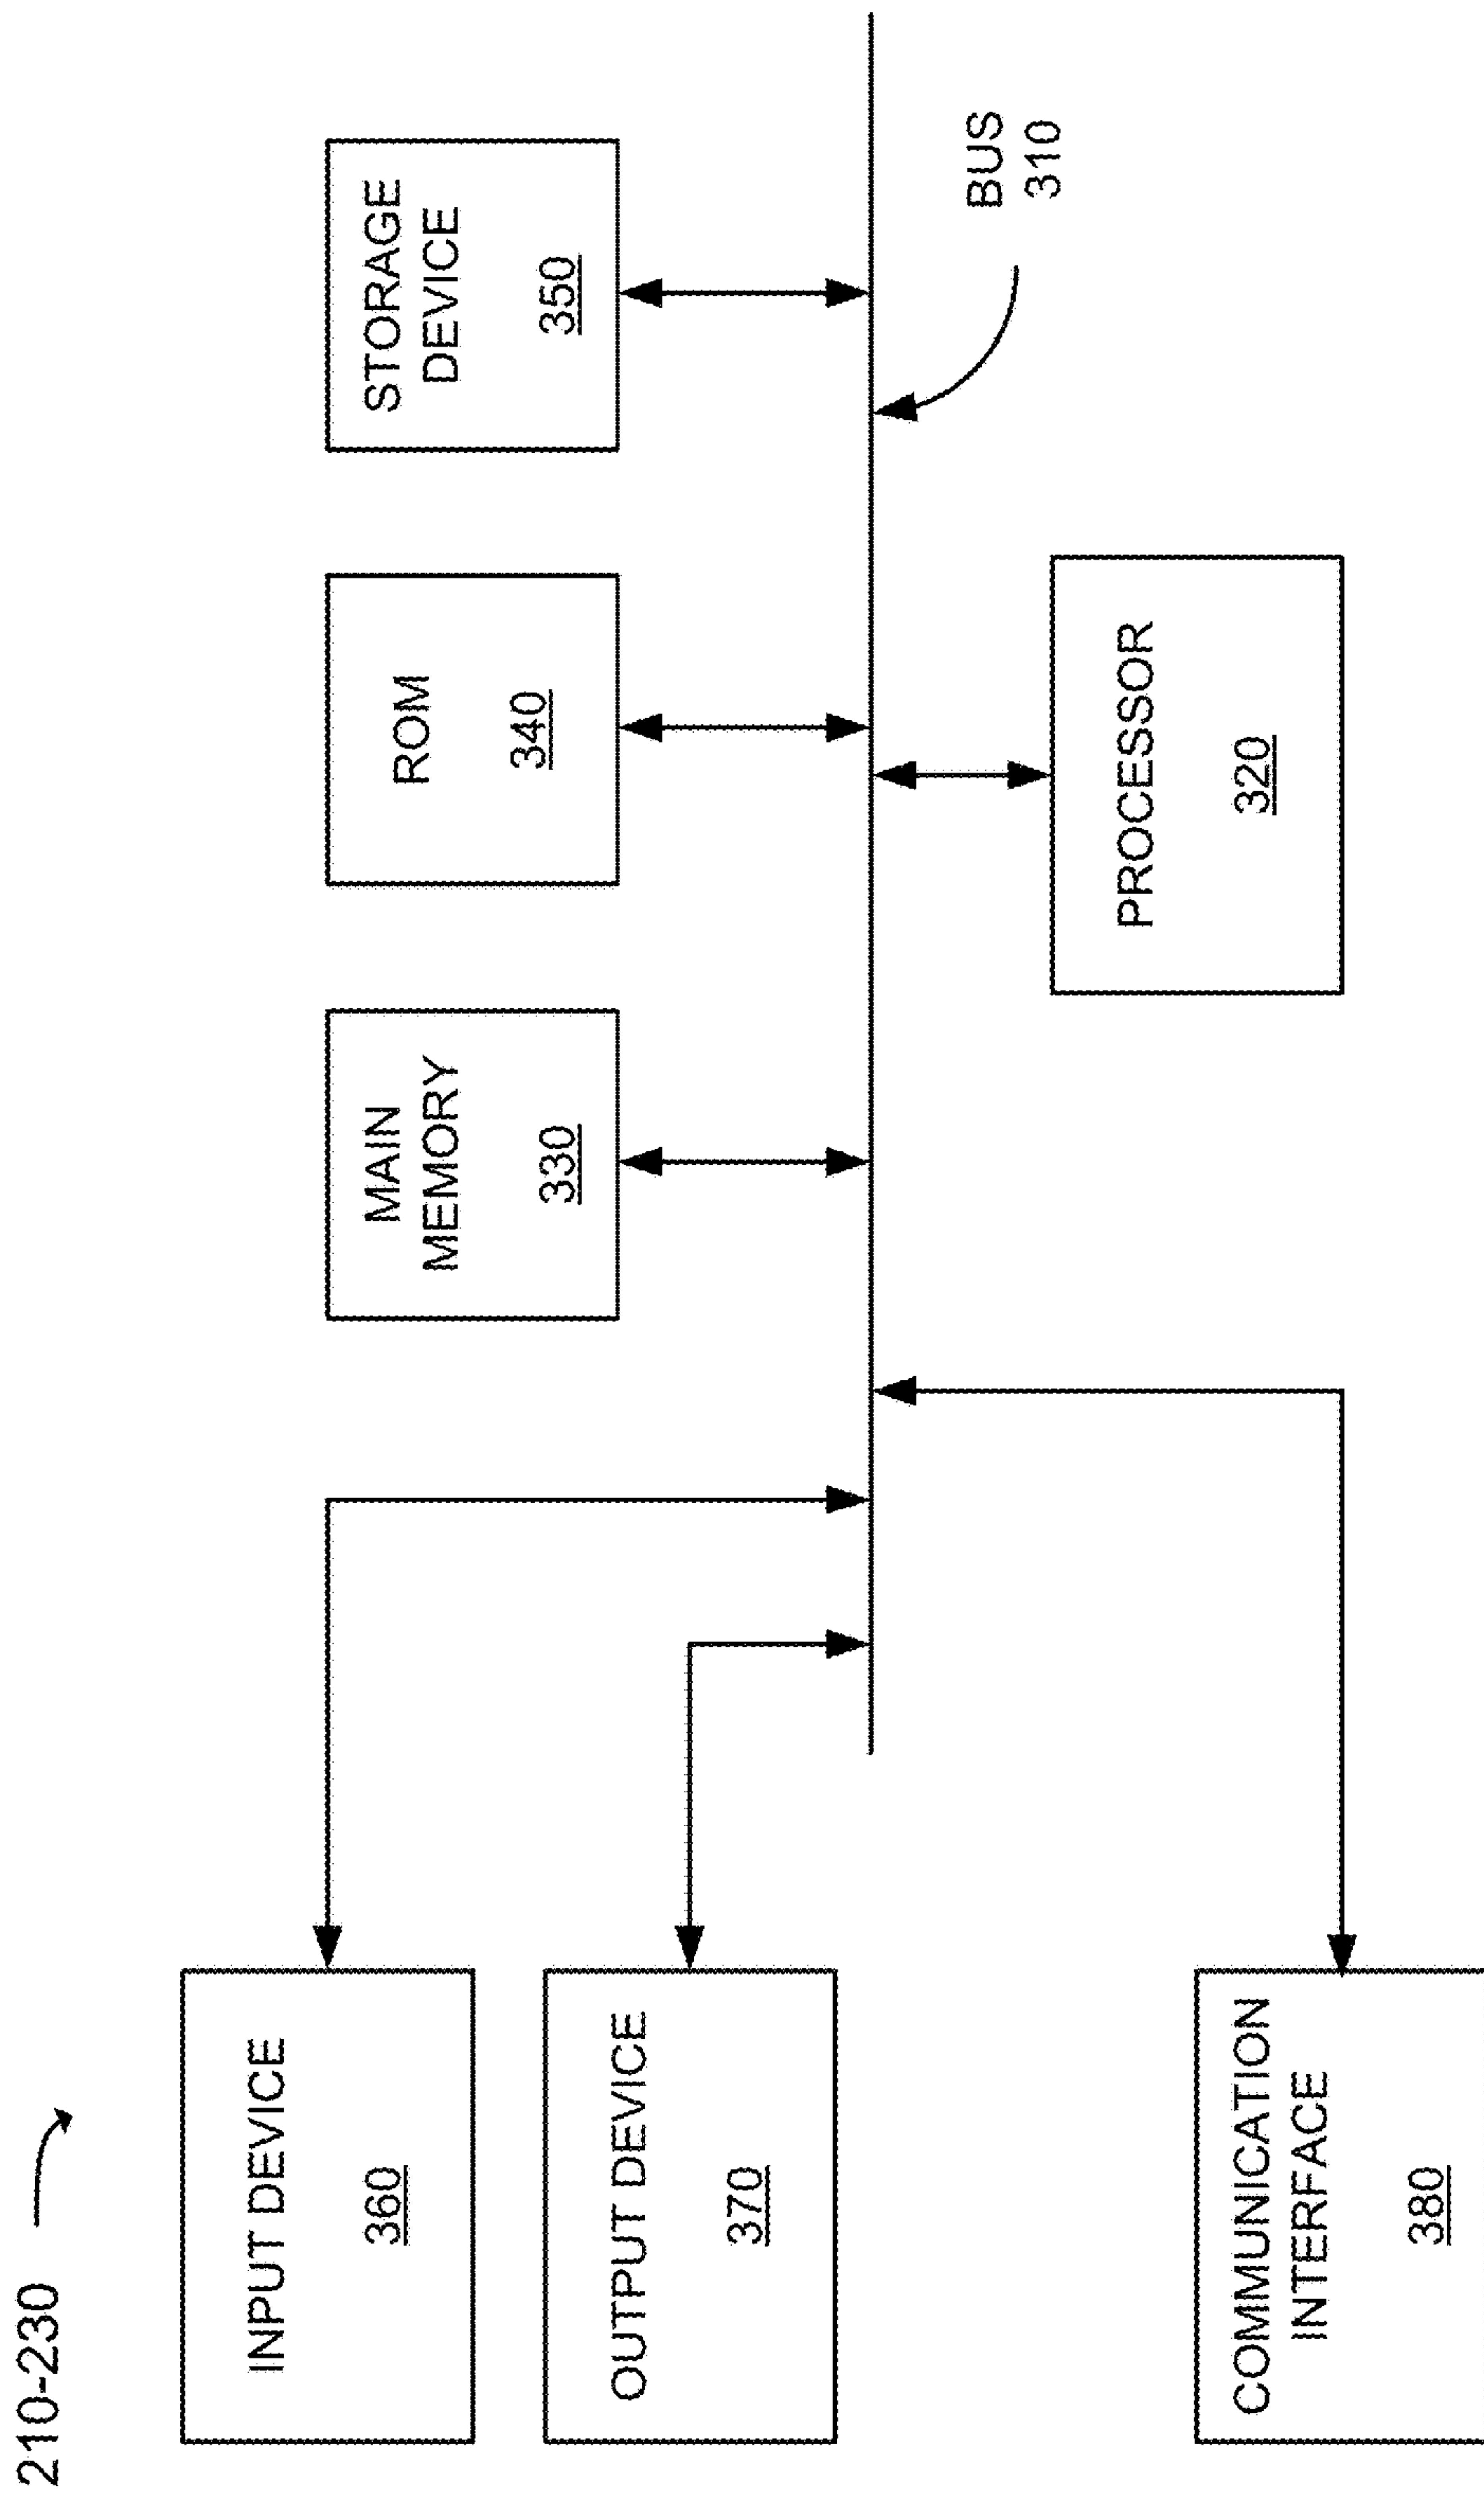 210-230
INPUT DEVICE
360
OUTPUT DEVICE
370
COMMUNICATION
INTERFACE
380
MAIN
MEMORY
330
ROM
340
STORAGE
DEVICE
350
BUS
310
PROCESSOR
320